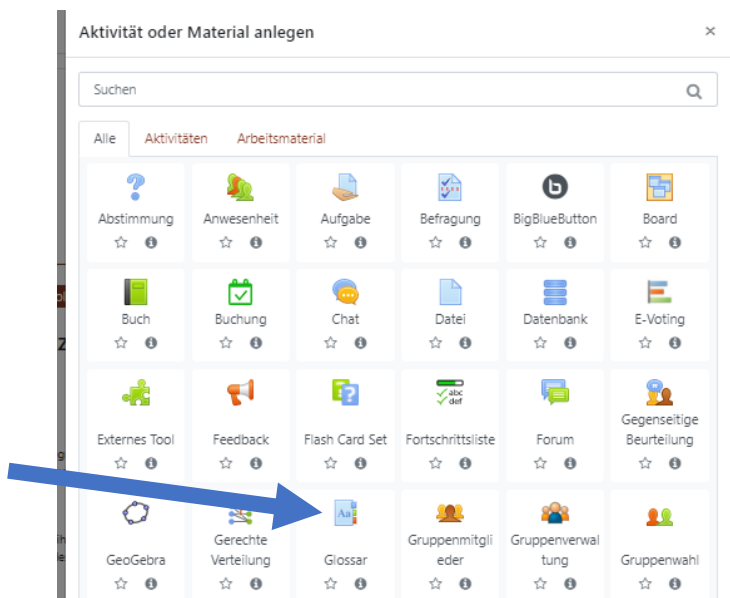 Aktivität oder Material anlegen
Suchen
Alle Aktivitäten Arbeitsmaterial
Abstimmung Anwesenheit Aufgabe Befragung BigBlueButton Board
Buch Buchung Chat Datei Datenbank E-Voting
abc
def
Externes Tool Feedback Flash Card Set Fortschrittsliste Forum Gegenseitige
Beurteilung
Aa
GeoGebra Gerechte
Verteilung Glossar Gruppenmitgli
eder Gruppenverwal
tung Gruppenwahl